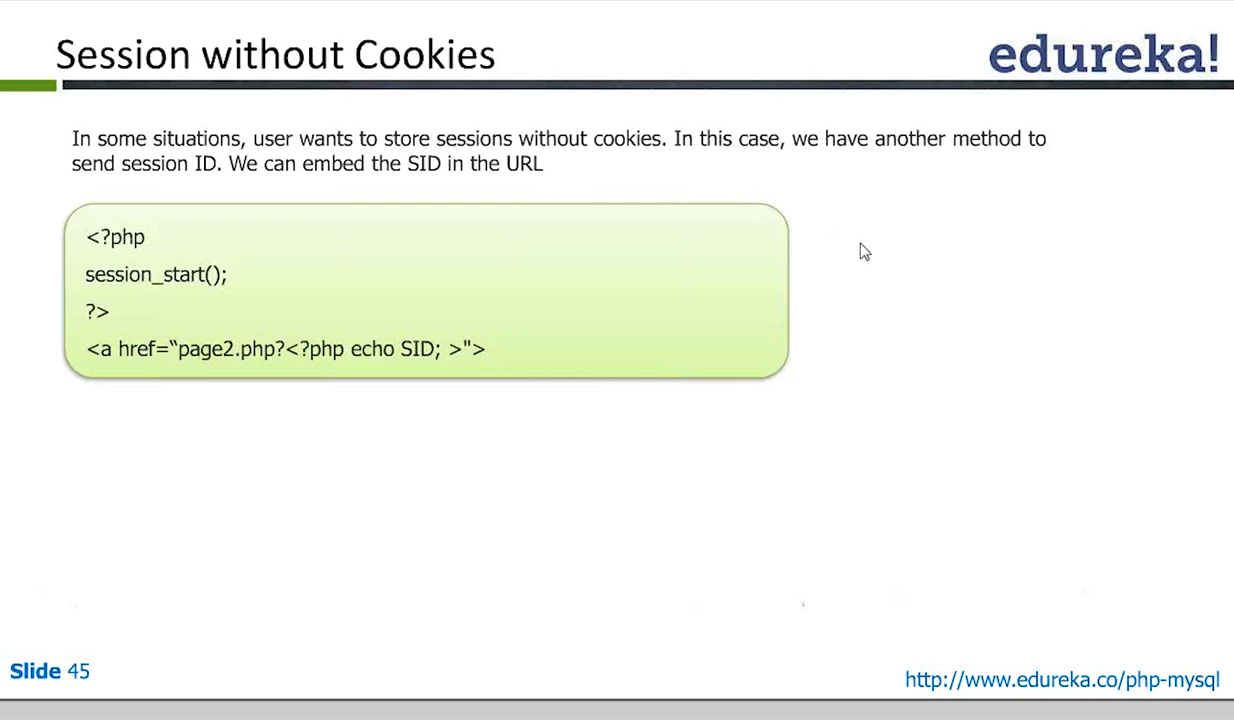 Session without Cookies
edureka!
In some situations, user wants to store sessions without cookies. In this case, we have another method to
send session ID. We can embed the SID in the URL
<?php
session_start();
?>
<a href=“page2.php?<?php echo SID; >">
Slide 45
http://www.edureka.co/php-mysql